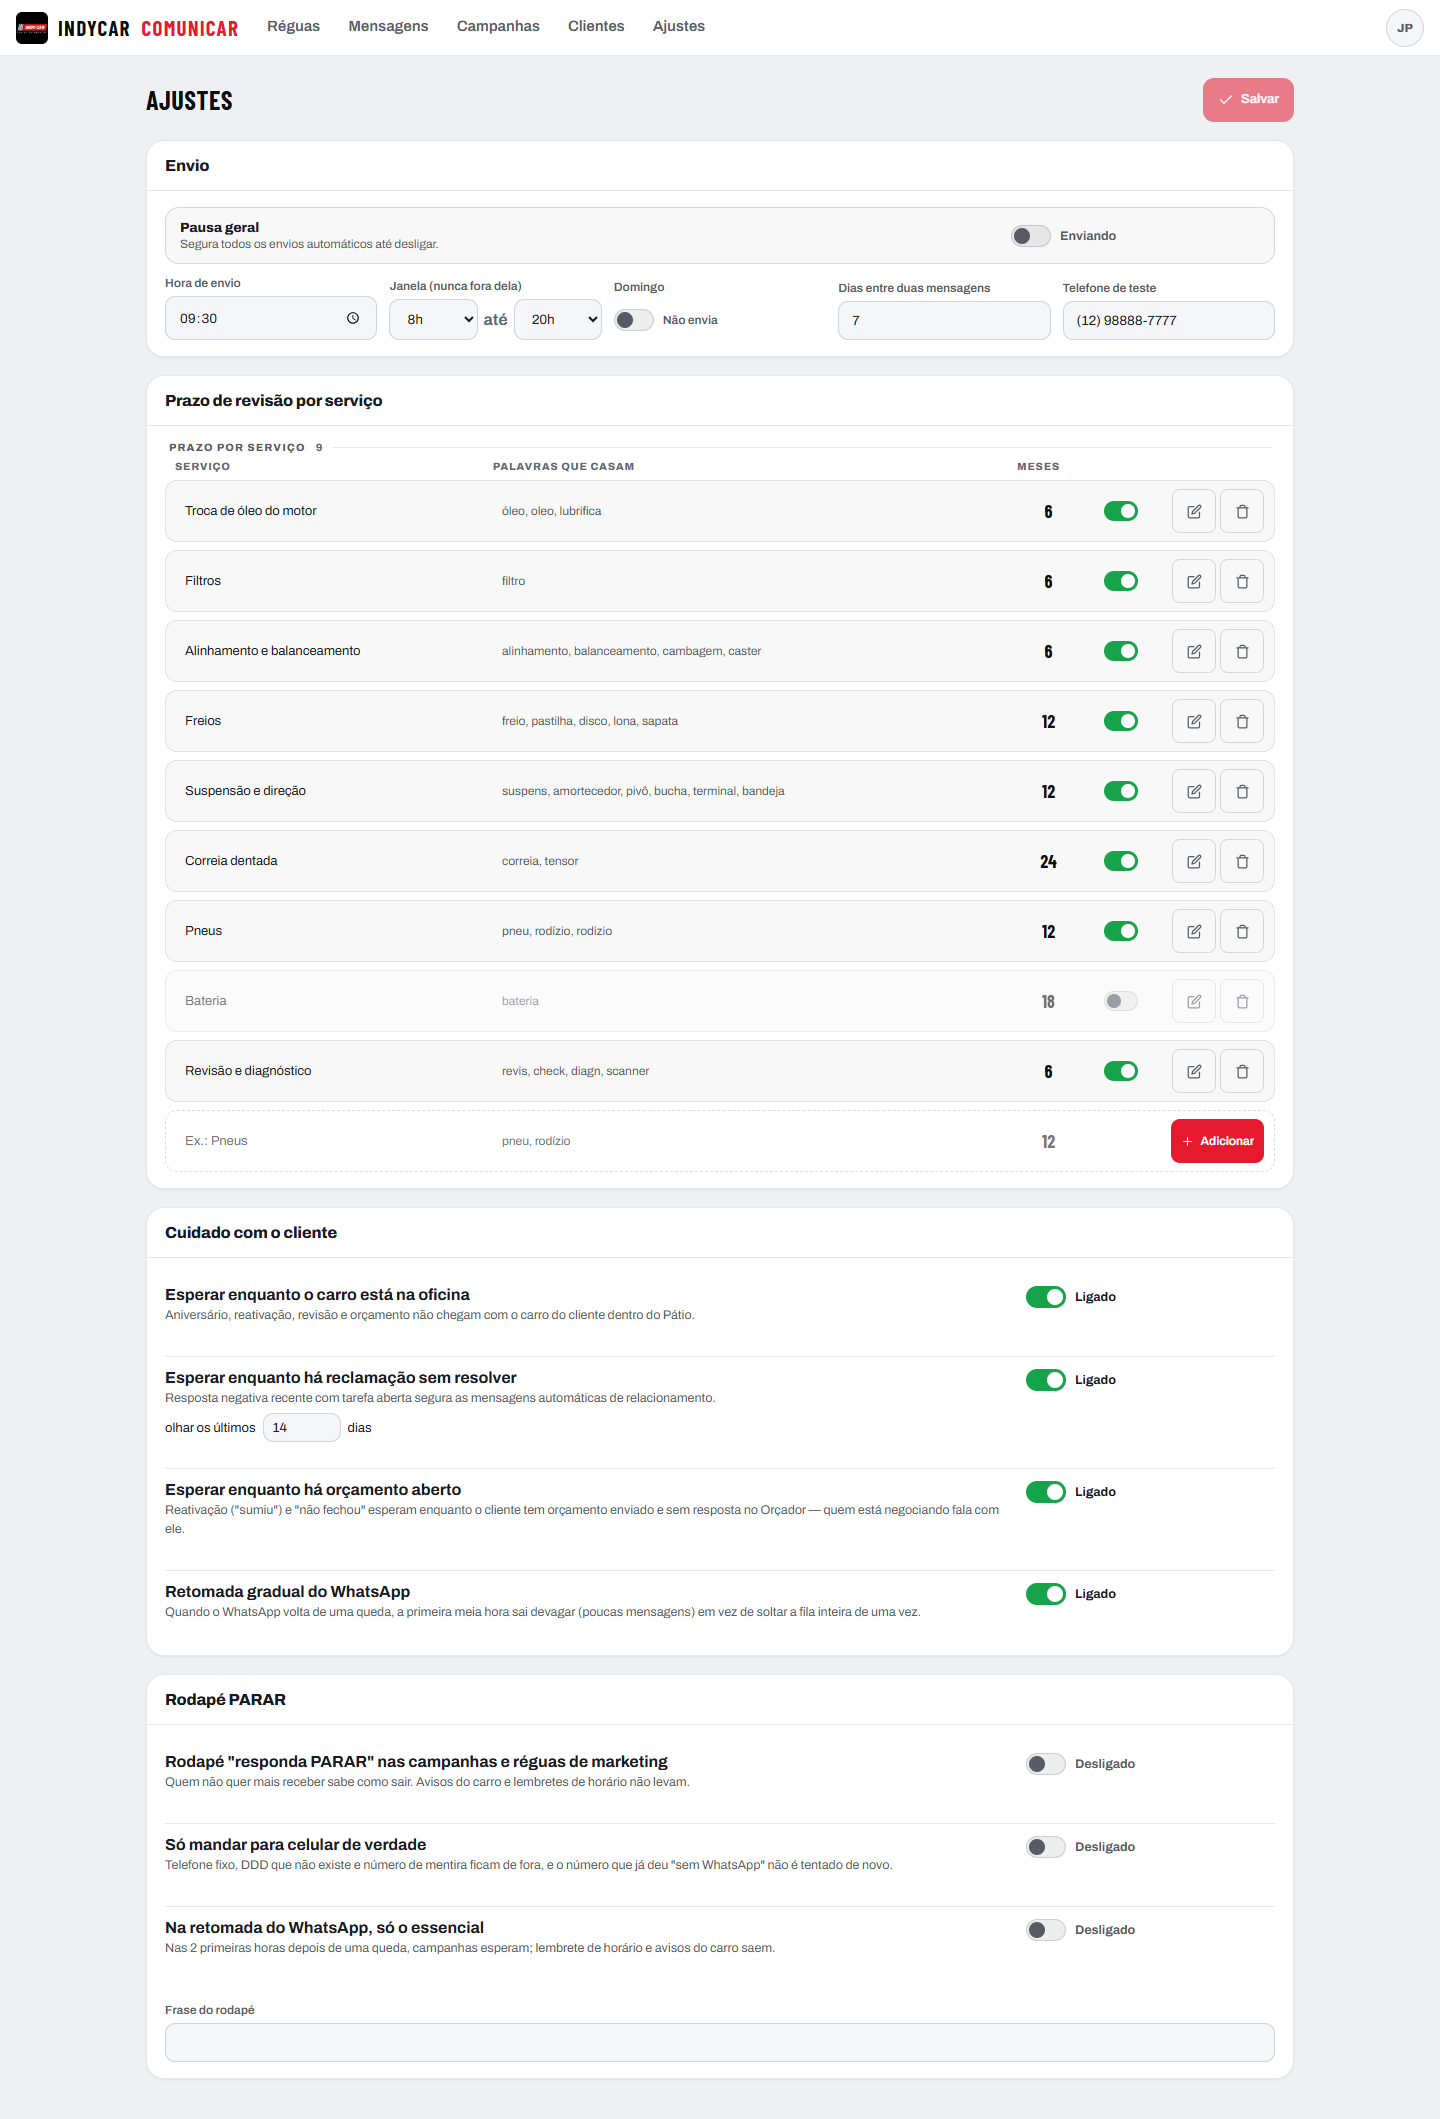 INDYCAR COMUNICAR
Réguas
Mensagens
Campanhas
Clientes
Ajustes
JP
AJUSTES
Salvar
Envio
Pausa geral
Segura todos os envios automáticos até desligar.
Enviando
Hora de envio
Janela (nunca fora dela)
Domingo
Dias entre duas mensagens
Telefone de teste
09:30
8h
até
20h
Não envia
7
(12) 98888-7777
Prazo de revisão por serviço
PRAZO POR SERVIÇO 9
SERVIÇO
PALAVRAS QUE CASAM
MESES
Troca de óleo do motor
óleo, oleo, lubrifica
6
Filtros
filtro
6
Alinhamento e balanceamento
alinhamento, balanceamento, cambagem, caster
6
Freios
freio, pastilha, disco, lona, sapata
12
Suspensão e direção
suspens, amortecedor, pivô, bucha, terminal, bandeja
12
Correia dentada
correia, tensor
24
Pneus
pneu, rodízio, rodizio
12
Bateria
bateria
18
Revisão e diagnóstico
revis, check, diagn, scanner
6
Ex.: Pneus
pneu, rodízio
12
Adicionar
Cuidado com o cliente
Esperar enquanto o carro está na oficina
Aniversário, reativação, revisão e orçamento não chegam com o carro do cliente dentro do Pátio.
Ligado
Esperar enquanto há reclamação sem resolver
Resposta negativa recente com tarefa aberta segura as mensagens automáticas de relacionamento.
olhar os últimos 14 dias
Ligado
Esperar enquanto há orçamento aberto
Reativação ("sumiu") e "não fechou" esperam enquanto o cliente tem orçamento enviado e sem resposta no Orçador — quem está negociando fala com
ele.
Ligado
Retomada gradual do WhatsApp
Quando o WhatsApp volta de uma queda, a primeira meia hora sai devagar (poucas mensagens) em vez de soltar a fila inteira de uma vez.
Ligado
Rodapé PARAR
Rodapé "responda PARAR" nas campanhas e réguas de marketing
Quem não quer mais receber sabe como sair. Avisos do carro e lembretes de horário não levam.
Desligado
Só mandar para celular de verdade
Telefone fixo, DDD que não existe e número de mentira ficam de fora, e o número que já deu "sem WhatsApp" não é tentado de novo.
Desligado
Na retomada do WhatsApp, só o essencial
Nas 2 primeiras horas depois de uma queda, campanhas esperam; lembrete de horário e avisos do carro saem.
Desligado
Frase do rodapé